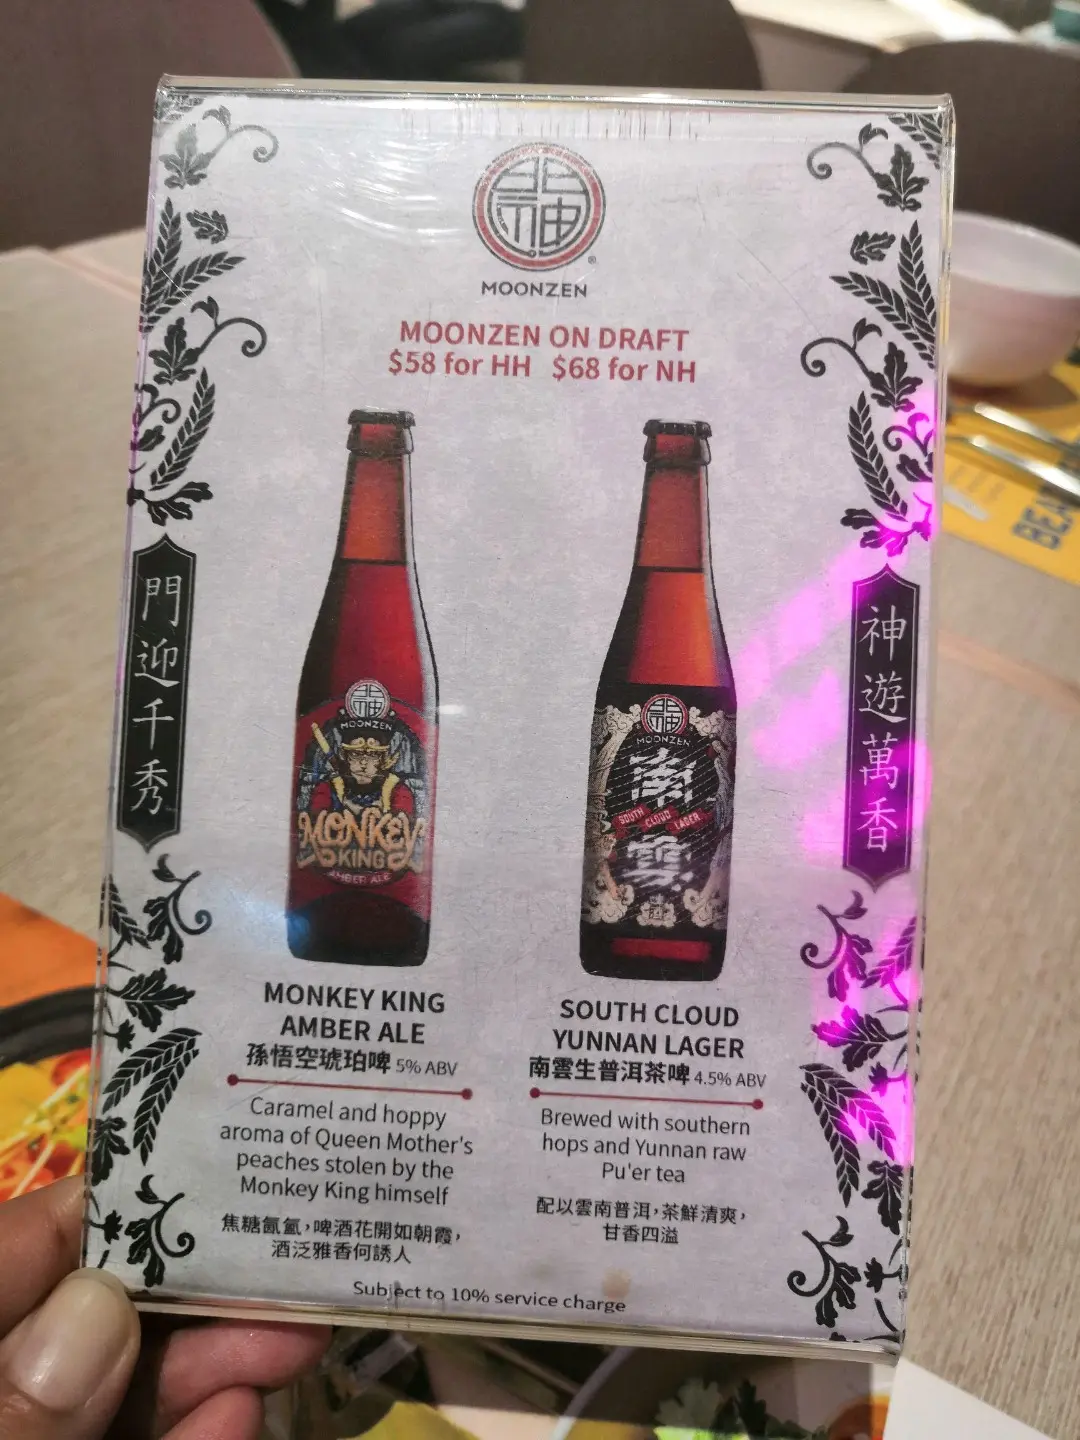 MOONZEN
MOONZEN ON DRAFT
$58 for HH $68 for NH
門迎千秀
神遊萬香
MOONZEN
MONKEY
KING
AMBER ALE
MOONZEN
南
SOUTH CLOUD LAGER
雲
MONKEY KING
AMBER ALE
孫悟空琥珀啤 5% ABV
Caramel and hoppy
aroma of Queen Mother's
peaches stolen by the
Monkey King himself
焦糖氤氳，啤酒花開如朝霞，
酒泛雅香何誘人
SOUTH CLOUD
YUNNAN LAGER
南雲生普洱茶啤 4.5% ABV
Brewed with southern
hops and Yunnan raw
Pu'er tea
配以雲南普洱，茶鮮清爽，
甘香四溢
Subject to 10% service charge